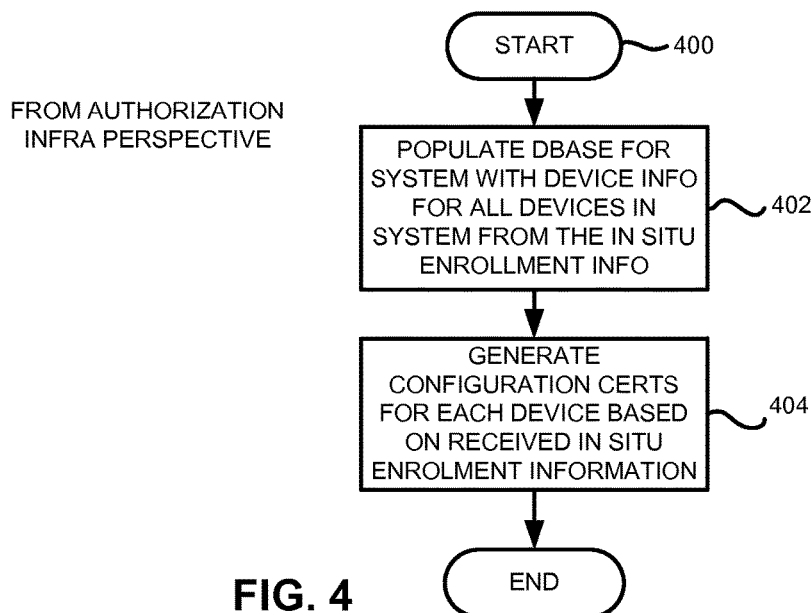 START
400
FROM AUTHORIZATION
INFRA PERSPECTIVE
POPULATE DBASE FOR
SYSTEM WITH DEVICE INFO
FOR ALL DEVICES IN
SYSTEM FROM THE IN SITU
ENROLLMENT INFO
402
GENERATE
CONFIGURATION CERTS
FOR EACH DEVICE BASED
ON RECEIVED IN SITU
ENROLMENT INFORMATION
404
END
FIG. 4